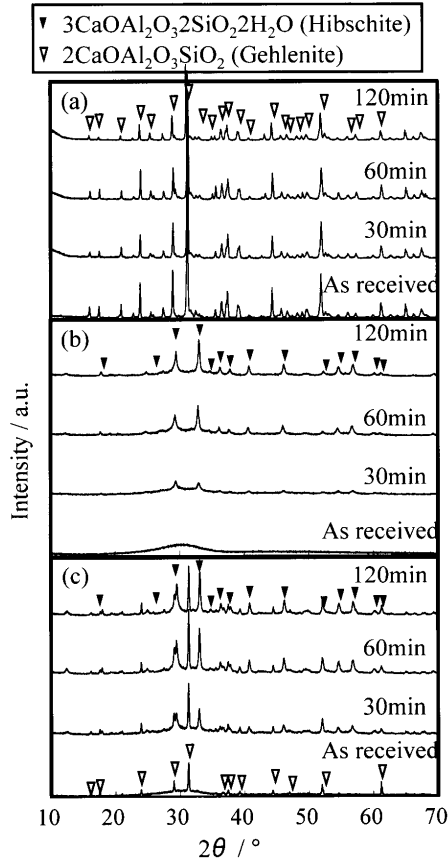 3CaOAl₂O₃2SiO₂2H₂O (Hibschite)
2CaOAl₂O₃SiO₂ (Gehlenite)
(a)
120min
60min
30min
As received
(b)
120min
60min
30min
As received
(c)
120min
60min
30min
As received
Intensity / a.u.
10 20 30 40 50 60 70
2θ / °